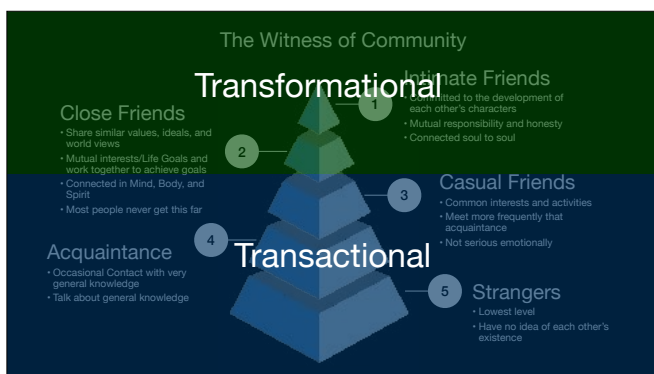 The Witness of Community
Transformational
Intimate Friends
• Committed to the development of
each other's characters
• Mutual responsibility and honesty
• Connected soul to soul
1
Close Friends
• Share similar values, ideals, and
world views
• Mutual interests/Life Goals and
work together to achieve goals
• Connected in Mind, Body, and
Spirit
• Most people never get this far
2
Casual Friends
• Common interests and activities
• Meet more frequently that
acquaintance
• Not serious emotionally
3
Acquaintance
• Occasional Contact with very
general knowledge
• Talk about general knowledge
4
Transactional
5
Strangers
• Lowest level
• Have no idea of each other's
existence